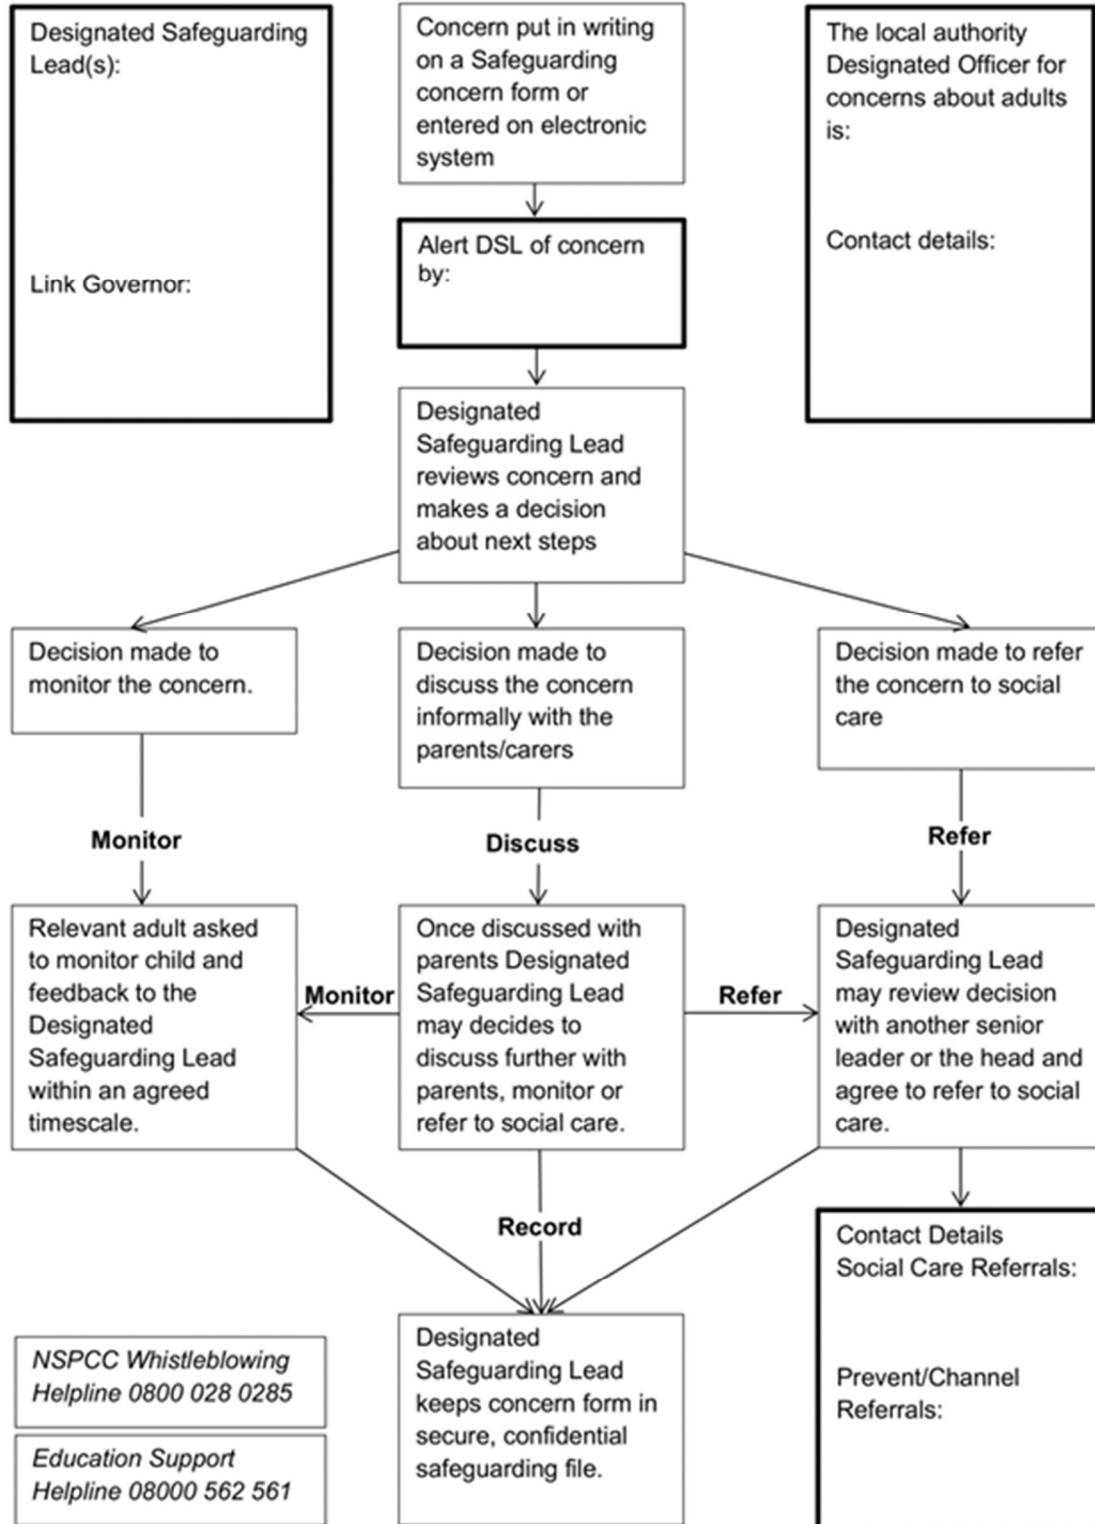 Designated Safeguarding
Lead(s):
Link Governor:
Concern put in writing
on a Safeguarding
concern form or
entered on electronic
system
The local authority
Designated Officer for
concerns about adults
is:
Contact details:
Alert DSL of concern
by:
Designated
Safeguarding Lead
reviews concern and
makes a decision
about next steps
Decision made to
monitor the concern.
Decision made to
discuss the concern
informally with the
parents/carers
Decision made to refer
the concern to social
care
Monitor
Discuss
Refer
Relevant adult asked
to monitor child and
feedback to the
Designated
Safeguarding Lead
within an agreed
timescale.
Monitor
Once discussed with
parents Designated
Safeguarding Lead
may decides to
discuss further with
parents, monitor or
refer to social care.
Refer
Designated
Safeguarding Lead
may review decision
with another senior
leader or the head and
agree to refer to social
care.
Record
Contact Details
Social Care Referrals:
Prevent/Channel
Referrals:
NSPCC Whistleblowing
Helpline 0800 028 0285
Education Support
Helpline 08000 562 561
Designated
Safeguarding Lead
keeps concern form in
secure, confidential
safeguarding file.